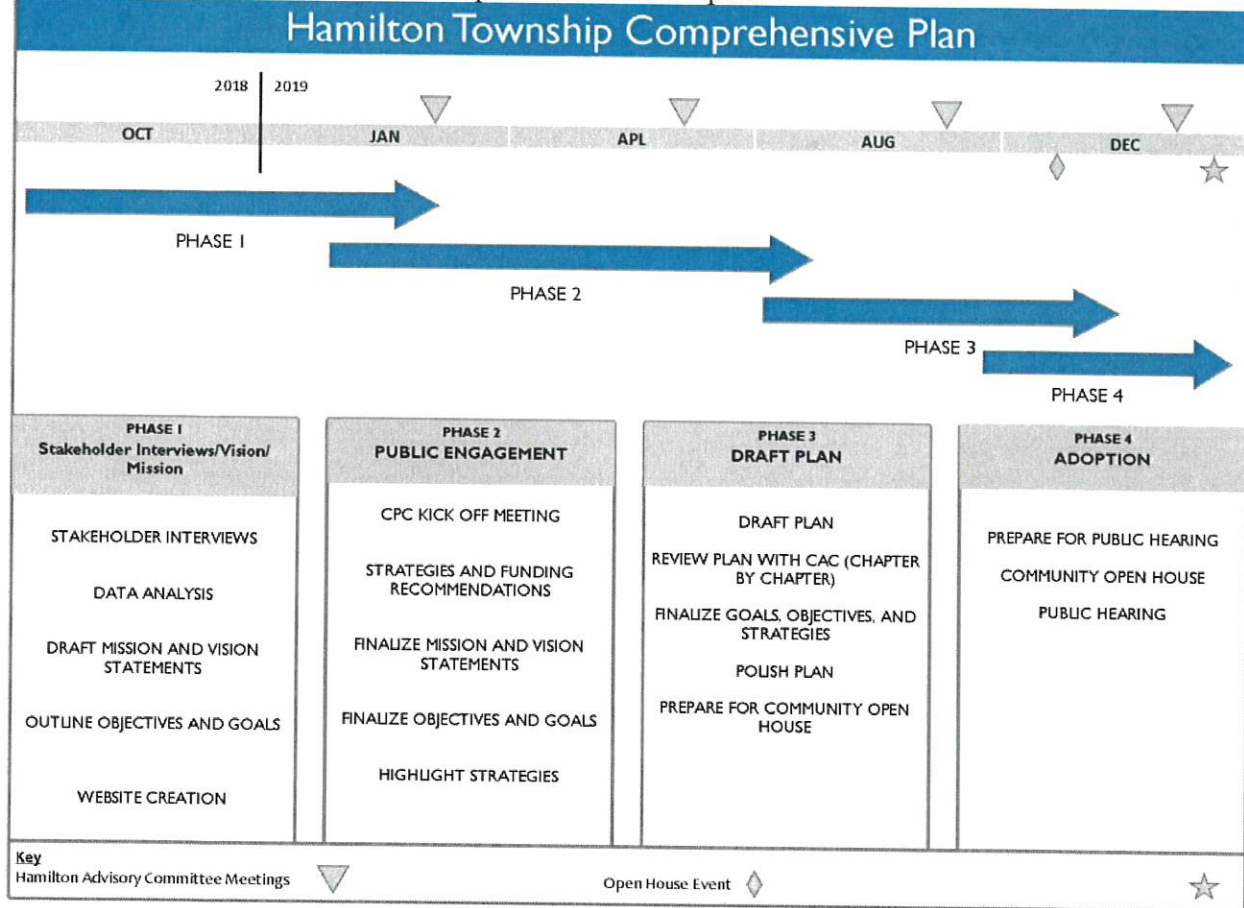 Hamilton Township Comprehensive Plan
2018 2019
OCT JAN APL AUG DEC
PHASE 1
PHASE 2
PHASE 3
PHASE 4
PHASE 1
Stakeholder Interviews/Vision/
Mission
STAKEHOLDER INTERVIEWS
DATA ANALYSIS
DRAFT MISSION AND VISION
STATEMENTS
OUTLINE OBJECTIVES AND GOALS
WEBSITE CREATION
PHASE 2
PUBLIC ENGAGEMENT
CPC KICK OFF MEETING
STRATEGIES AND FUNDING
RECOMMENDATIONS
FINALIZE MISSION AND VISION
STATEMENTS
FINALIZE OBJECTIVES AND GOALS
HIGHLIGHT STRATEGIES
PHASE 3
DRAFT PLAN
DRAFT PLAN
REVIEW PLAN WITH CAC (CHAPTER
BY CHAPTER)
FINALIZE GOALS, OBJECTIVES, AND
STRATEGIES
POLISH PLAN
PREPARE FOR COMMUNITY OPEN
HOUSE
PHASE 4
ADOPTION
PREPARE FOR PUBLIC HEARING
COMMUNITY OPEN HOUSE
PUBLIC HEARING
Key
Hamilton Advisory Committee Meetings
Open House Event